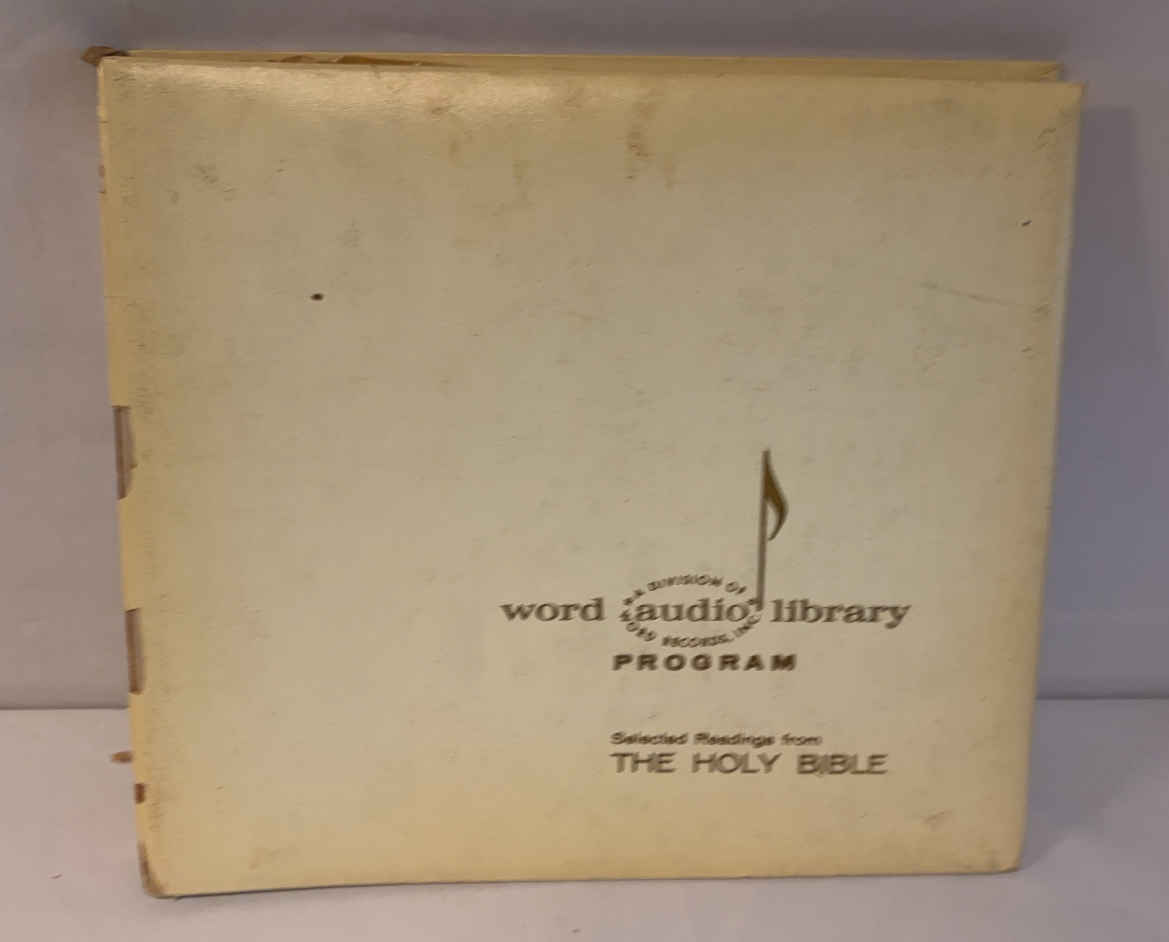 A DIVISION OF
word audio library
WORD RECORDS, INC.
PROGRAM
Selected Readings from
THE HOLY BIBLE